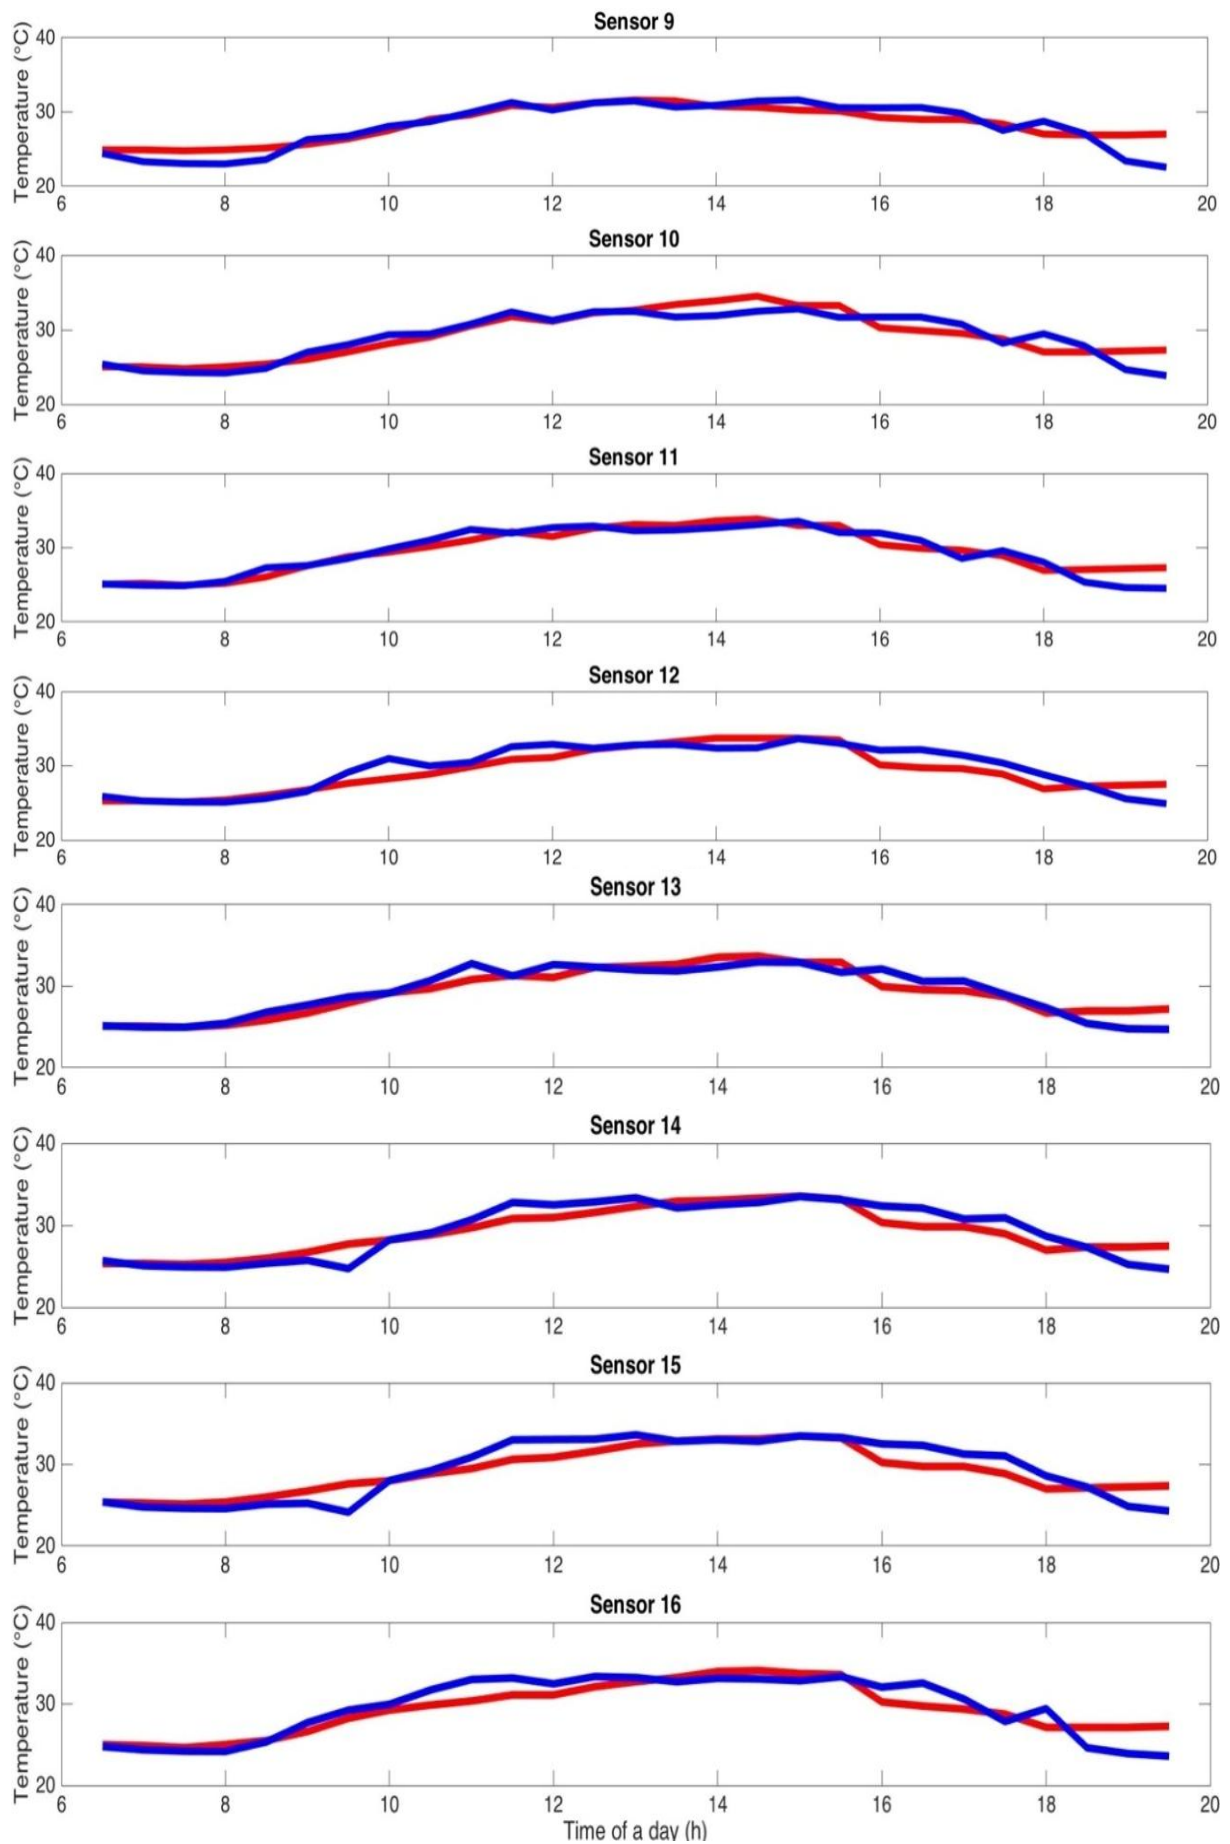 Sensor 9
Temperature (°C)
40
30
20
6 8 10 12 14 16 18 20
Sensor 10
Temperature (°C)
40
30
20
6 8 10 12 14 16 18 20
Sensor 11
Temperature (°C)
40
30
20
6 8 10 12 14 16 18 20
Sensor 12
Temperature (°C)
40
30
20
6 8 10 12 14 16 18 20
Sensor 13
Temperature (°C)
40
30
20
6 8 10 12 14 16 18 20
Sensor 14
Temperature (°C)
40
30
20
6 8 10 12 14 16 18 20
Sensor 15
Temperature (°C)
40
30
20
6 8 10 12 14 16 18 20
Sensor 16
Temperature (°C)
40
30
20
6 8 10 12 14 16 18 20
Time of a day (h)